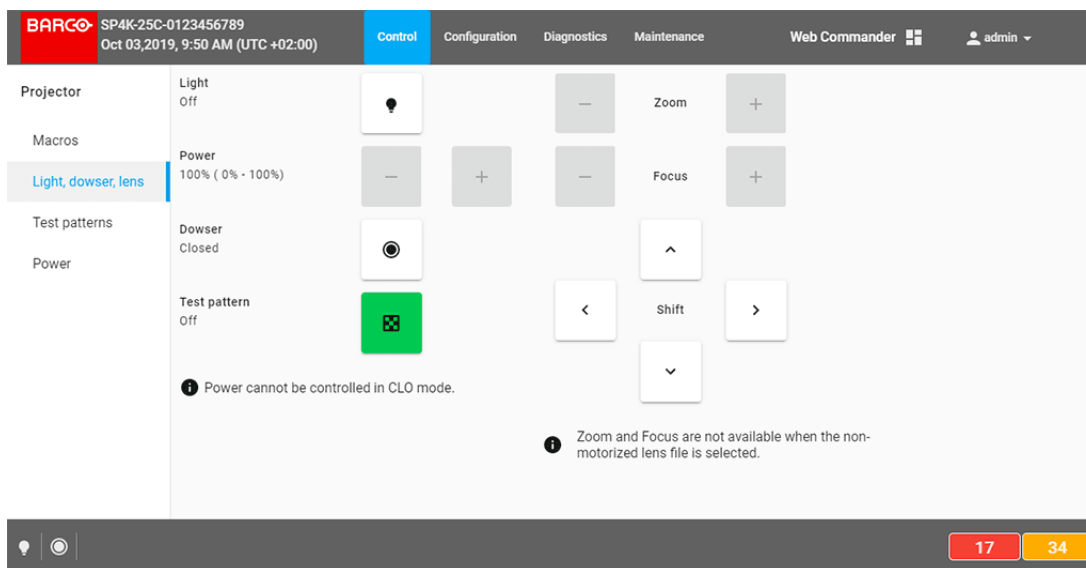 BARCO
SP4K-25C-0123456789
Oct 03,2019, 9:50 AM (UTC +02:00)
Control
Configuration
Diagnostics
Maintenance
Web Commander
admin
Projector
Macros
Light, dowser, lens
Test patterns
Power
Light
Off
Power
100% ( 0% - 100%)
Dowser
Closed
Test pattern
Off
Power cannot be controlled in CLO mode.
Zoom
Focus
Shift
Zoom and Focus are not available when the non-
motorized lens file is selected.
17
34